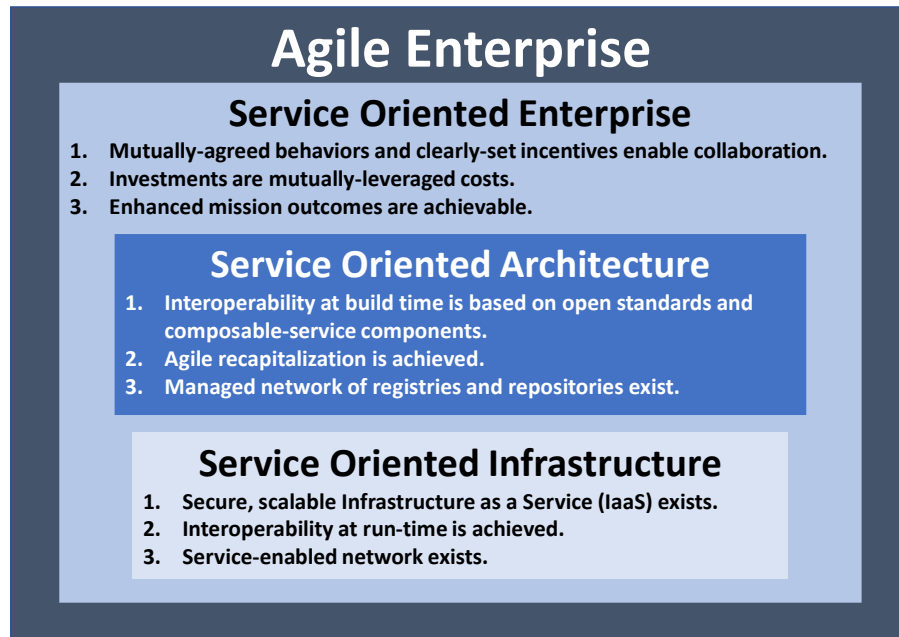 Agile Enterprise
Service Oriented Enterprise
1. Mutually-agreed behaviors and clearly-set incentives enable collaboration.
2. Investments are mutually-leveraged costs.
3. Enhanced mission outcomes are achievable.
Service Oriented Architecture
1. Interoperability at build time is based on open standards and
composable-service components.
2. Agile recapitalization is achieved.
3. Managed network of registries and repositories exist.
Service Oriented Infrastructure
1. Secure, scalable Infrastructure as a Service (IaaS) exists.
2. Interoperability at run-time is achieved.
3. Service-enabled network exists.